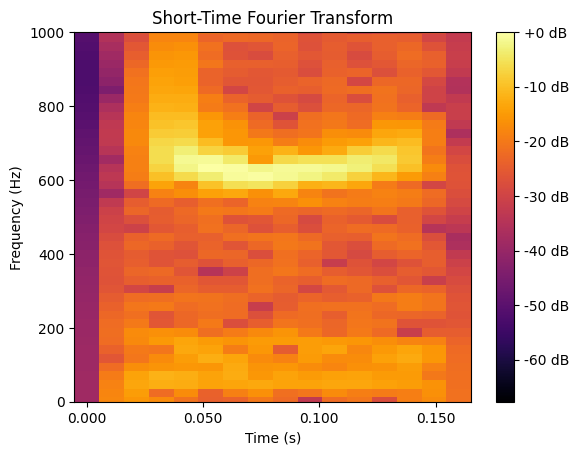 Short-Time Fourier Transform
1000
800
600
400
200
0
Frequency (Hz)
0.000
0.050
0.100
0.150
Time (s)
+0 dB
-10 dB
-20 dB
-30 dB
-40 dB
-50 dB
-60 dB